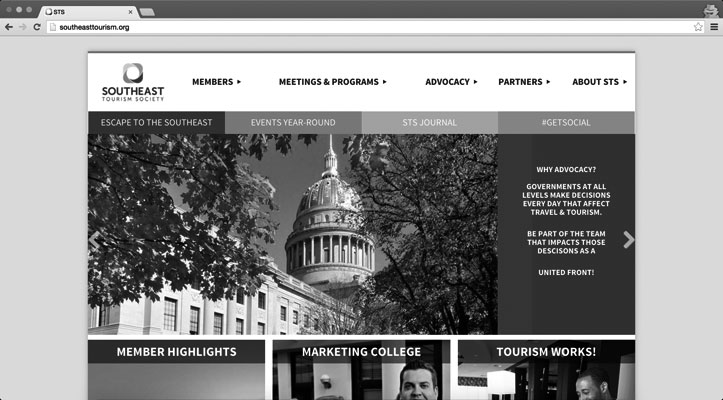 STS
southeasttourism.org
SOUTHEAST
TOURISM SOCIETY
MEMBERS
MEETINGS & PROGRAMS
ADVOCACY
PARTNERS
ABOUT STS
ESCAPE TO THE SOUTHEAST
EVENTS YEAR-ROUND
STS JOURNAL
#GETSOCIAL
WHY ADVOCACY?
GOVERNMENTS AT ALL
LEVELS MAKE DECISIONS
EVERY DAY THAT AFFECT
TRAVEL & TOURISM.
BE PART OF THE TEAM
THAT IMPACTS THOSE
DESCISONS AS A
UNITED FRONT!
MEMBER HIGHLIGHTS
MARKETING COLLEGE
TOURISM WORKS!